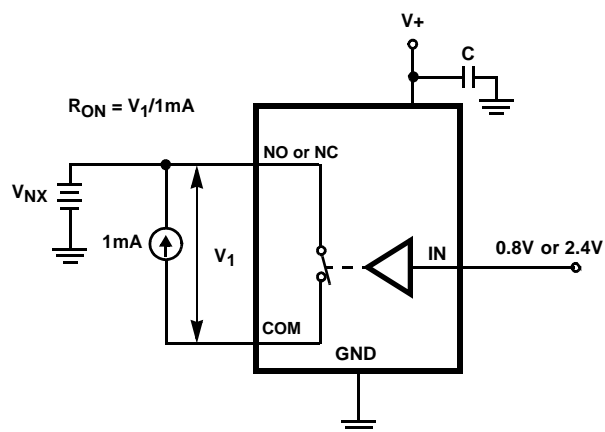 V+
C
RON = V1/1mA
NO or NC
VNX
1mA
V1
IN
0.8V or 2.4V
COM
GND